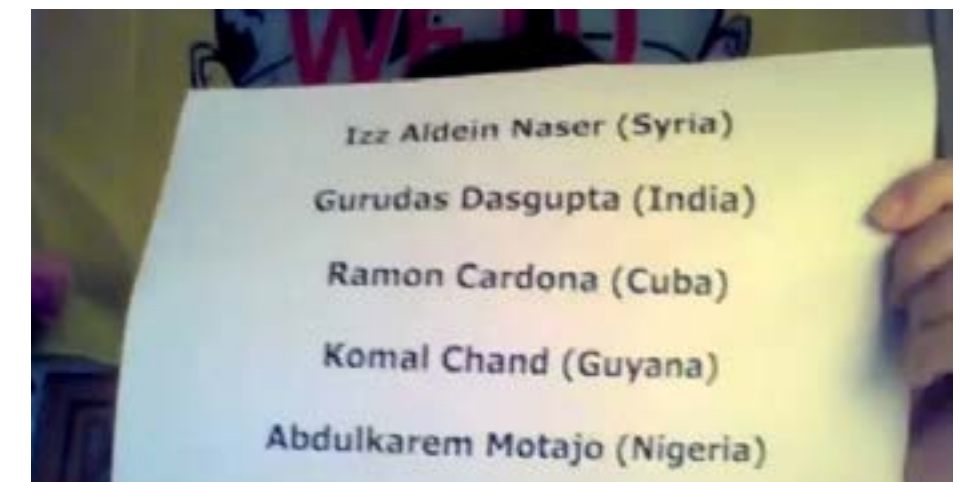 Izz Aldein Naser (Syria)
Gurudas Dasgupta (India)
Ramon Cardona (Cuba)
Komal Chand (Guyana)
Abdulkarem Motajo (Nigeria)